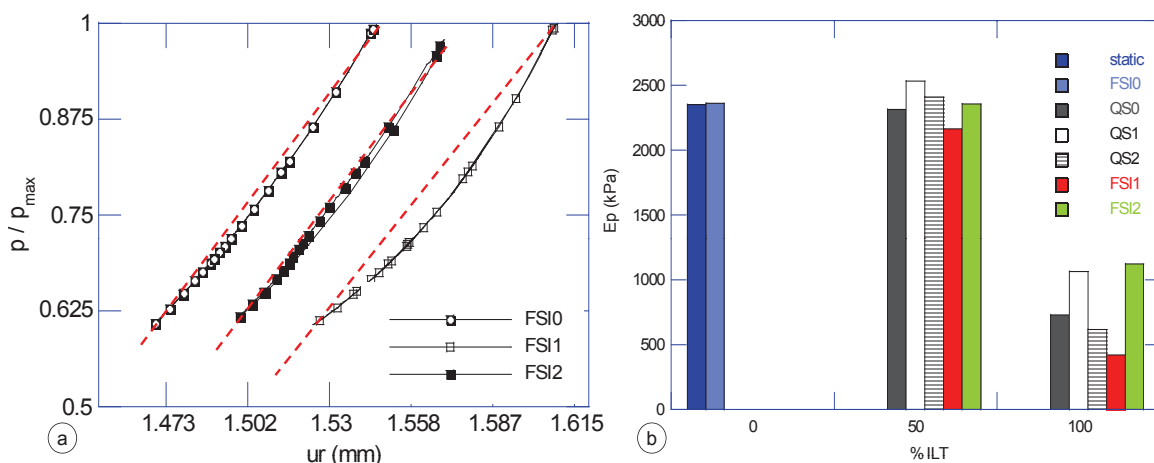 1
0.875
0.75
0.625
0.5
p / p max
1.473
1.502
1.53
1.558
1.587
1.615
ur (mm)
FSI0
FSI1
FSI2
a
3000
2500
2000
1500
1000
500
0
Ep (kPa)
0
50
100
% ILT
static
FSI0
QS0
QS1
QS2
FSI1
FSI2
b